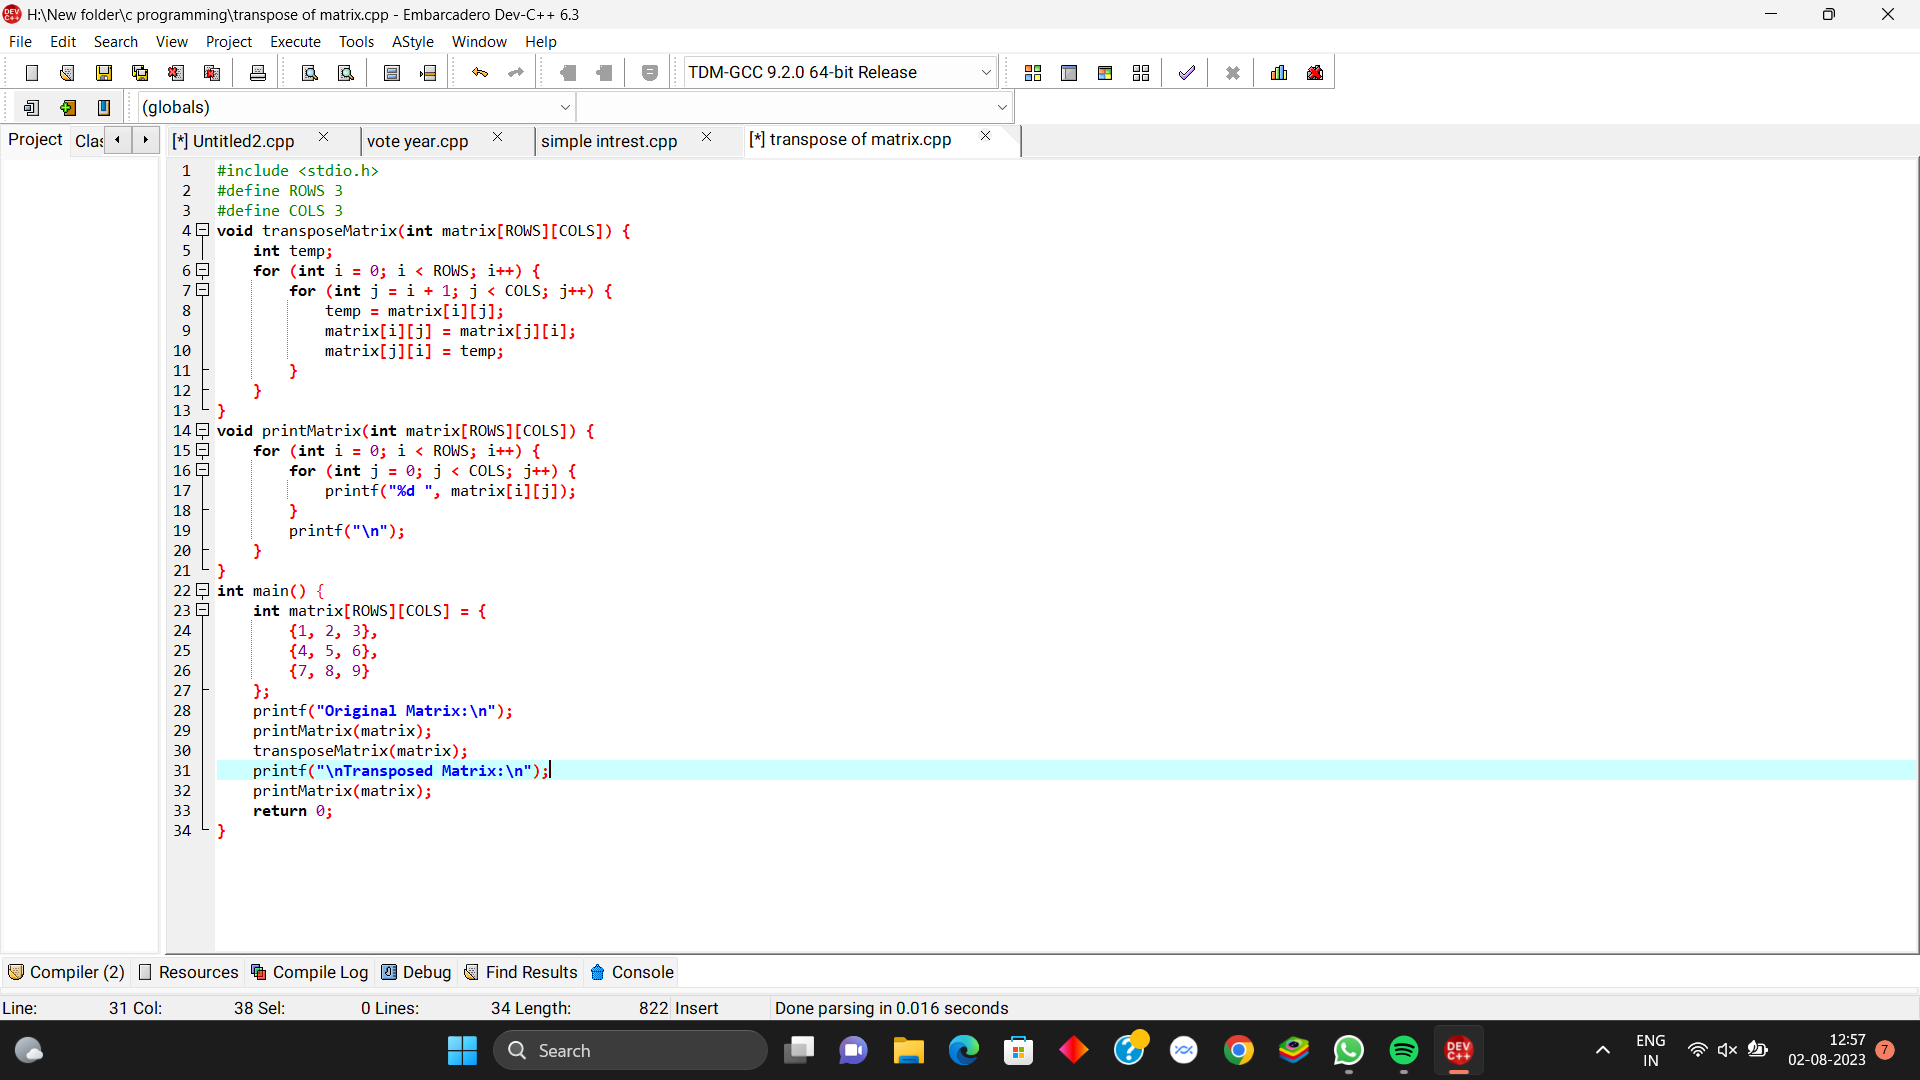 H:\New folder\c programming\transpose of matrix.cpp - Embarcadero Dev-C++ 6.3
File Edit Search View Project Execute Tools AStyle Window Help
TDM-GCC 9.2.0 64-bit Release
(globals)
Project Clas [*] Untitled2.cpp vote year.cpp simple intrest.cpp [*] transpose of matrix.cpp
1 #include <stdio.h>
2 #define ROWS 3
3 #define COLS 3
4 void transposeMatrix(int matrix[ROWS][COLS]) {
5 int temp;
6 for (int i = 0; i < ROWS; i++) {
7 for (int j = i + 1; j < COLS; j++) {
8 temp = matrix[i][j];
9 matrix[i][j] = matrix[j][i];
10 matrix[j][i] = temp;
11 }
12 }
13 }
14 void printMatrix(int matrix[ROWS][COLS]) {
15 for (int i = 0; i < ROWS; i++) {
16 for (int j = 0; j < COLS; j++) {
17 printf("%d ", matrix[i][j]);
18 }
19 printf("\n");
20 }
21 }
22 int main() {
23 int matrix[ROWS][COLS] = {
24 {1, 2, 3},
25 {4, 5, 6},
26 {7, 8, 9}
27 };
28 printf("Original Matrix:\n");
29 printMatrix(matrix);
30 transposeMatrix(matrix);
31 printf("\nTransposed Matrix:\n");
32 printMatrix(matrix);
33 return 0;
34 }
Compiler (2) Resources Compile Log Debug Find Results Console
Line: 31 Col: 38 Sel: 0 Lines: 34 Length: 822 Insert Done parsing in 0.016 seconds
Search
DEV C++
ENG
IN
12:57
02-08-2023
7